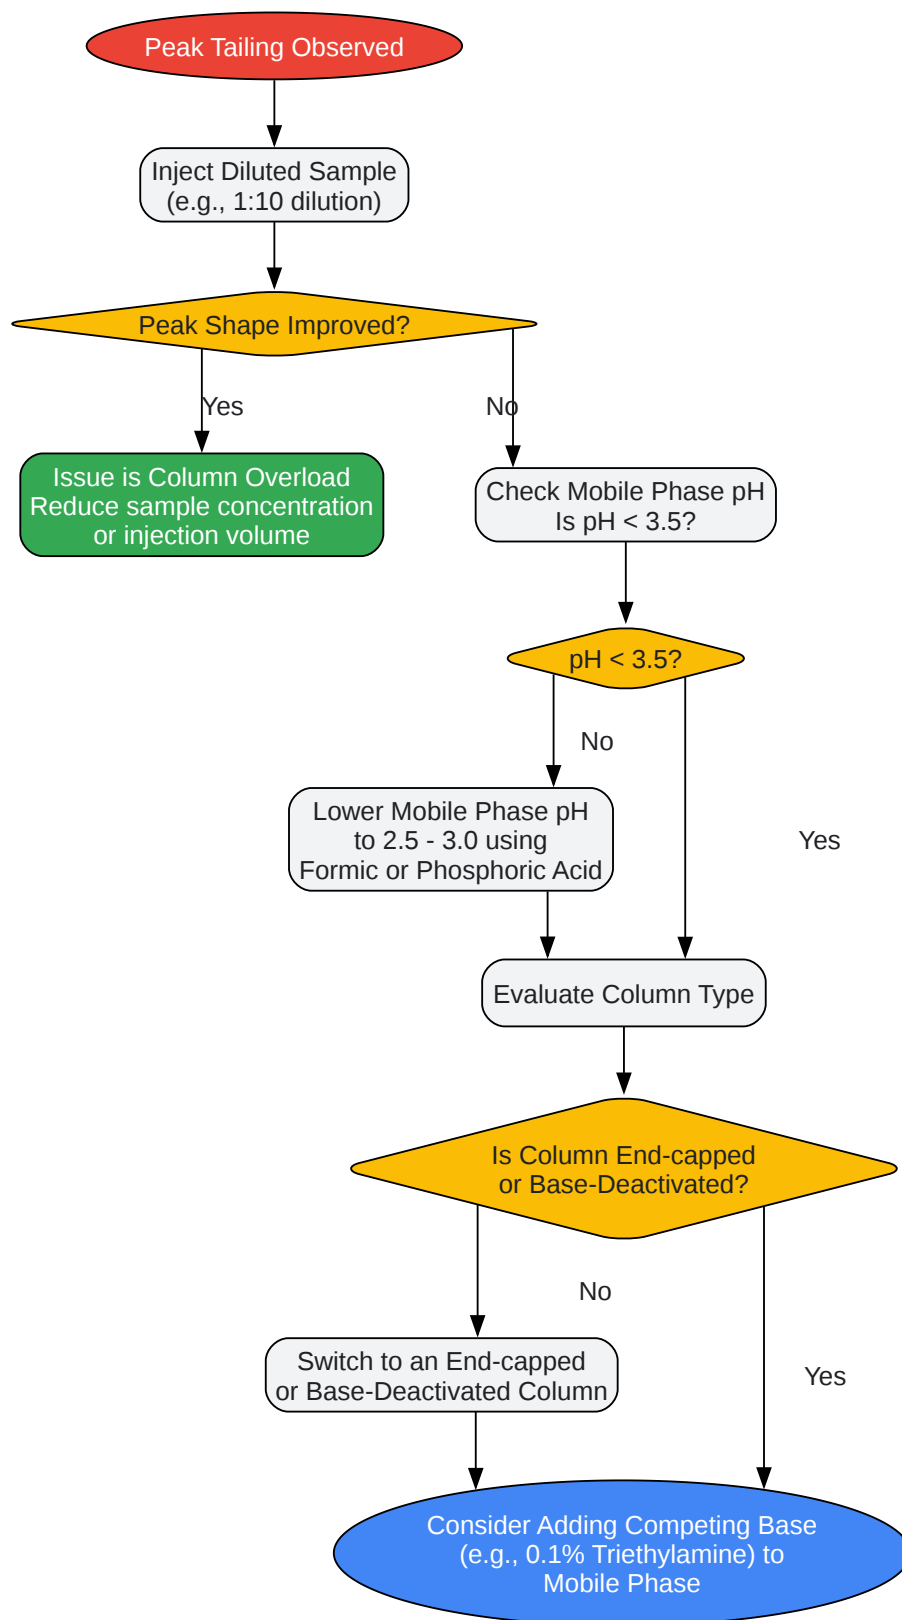 Peak Tailing Observed
Inject Diluted Sample
(e.g., 1:10 dilution)
Peak Shape Improved?
Yes
No
Issue is Column Overload
Reduce sample concentration
or injection volume
Check Mobile Phase pH
Is pH < 3.5?
pH < 3.5?
No
Lower Mobile Phase pH
to 2.5 - 3.0 using
Formic or Phosphoric Acid
Yes
Evaluate Column Type
Is Column End-capped
or Base-Deactivated?
No
Switch to an End-capped
or Base-Deactivated Column
Yes
Consider Adding Competing Base
(e.g., 0.1% Triethylamine) to
Mobile Phase